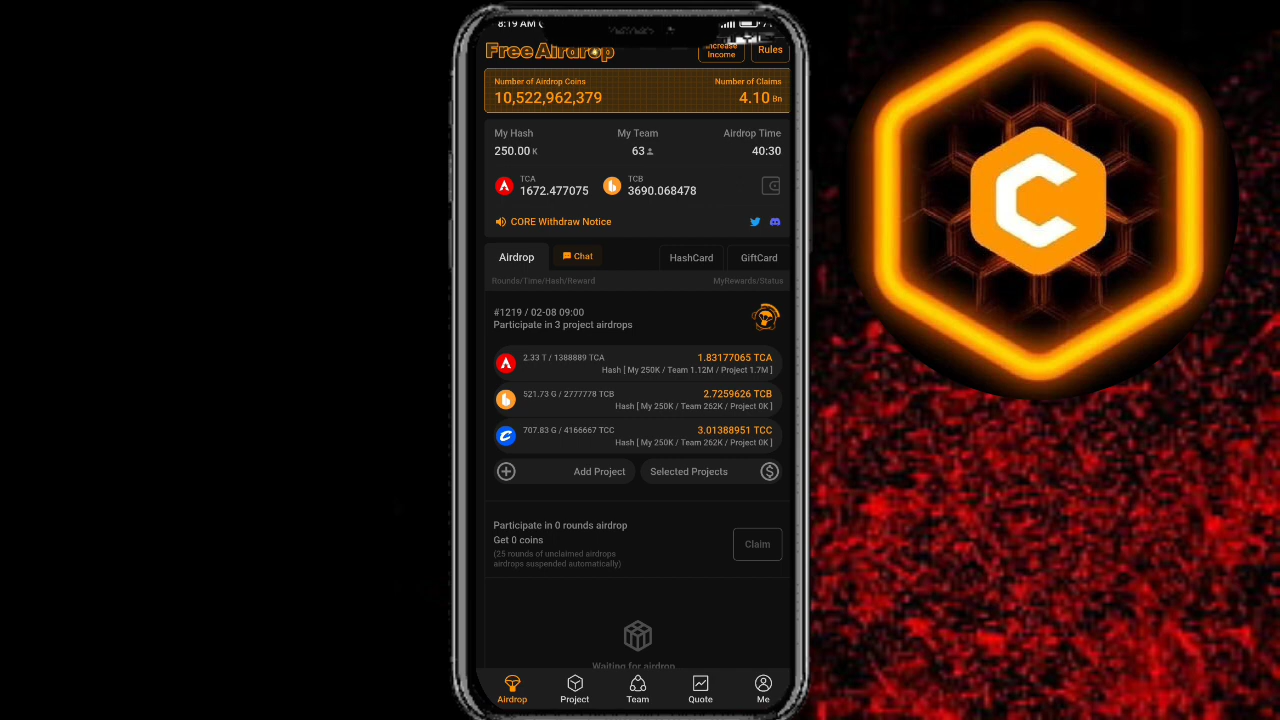 8:19 AM
Free Airdrop
Increase
Income
Rules
Number of Airdrop Coins
Number of Claims
10,522,962,379
4.10 Bn
My Hash
My Team
Airdrop Time
250.00 K
63
40:30
TCA
1672.477075
TCB
3690.068478
CORE Withdraw Notice
Airdrop
Chat
HashCard
GiftCard
Rounds/Time/Hash/Reward
MyRewards/Status
#1219 / 02-08 09:00
Participate in 3 project airdrops
2.33 T / 1388889 TCA
1.83177065 TCA
Hash [ My 250K / Team 1.12M / Project 1.7M ]
521.73 G / 2777778 TCB
2.7259626 TCB
Hash [ My 250K / Team 262K / Project 0K ]
707.83 G / 4166667 TCC
3.01388951 TCC
Hash [ My 250K / Team 262K / Project 0K ]
Add Project
Selected Projects
Participate in 0 rounds airdrop
Get 0 coins
(25 rounds of unclaimed airdrops
airdrops suspended automatically)
Claim
Waiting for airdrop
Airdrop
Project
Team
Quote
Me